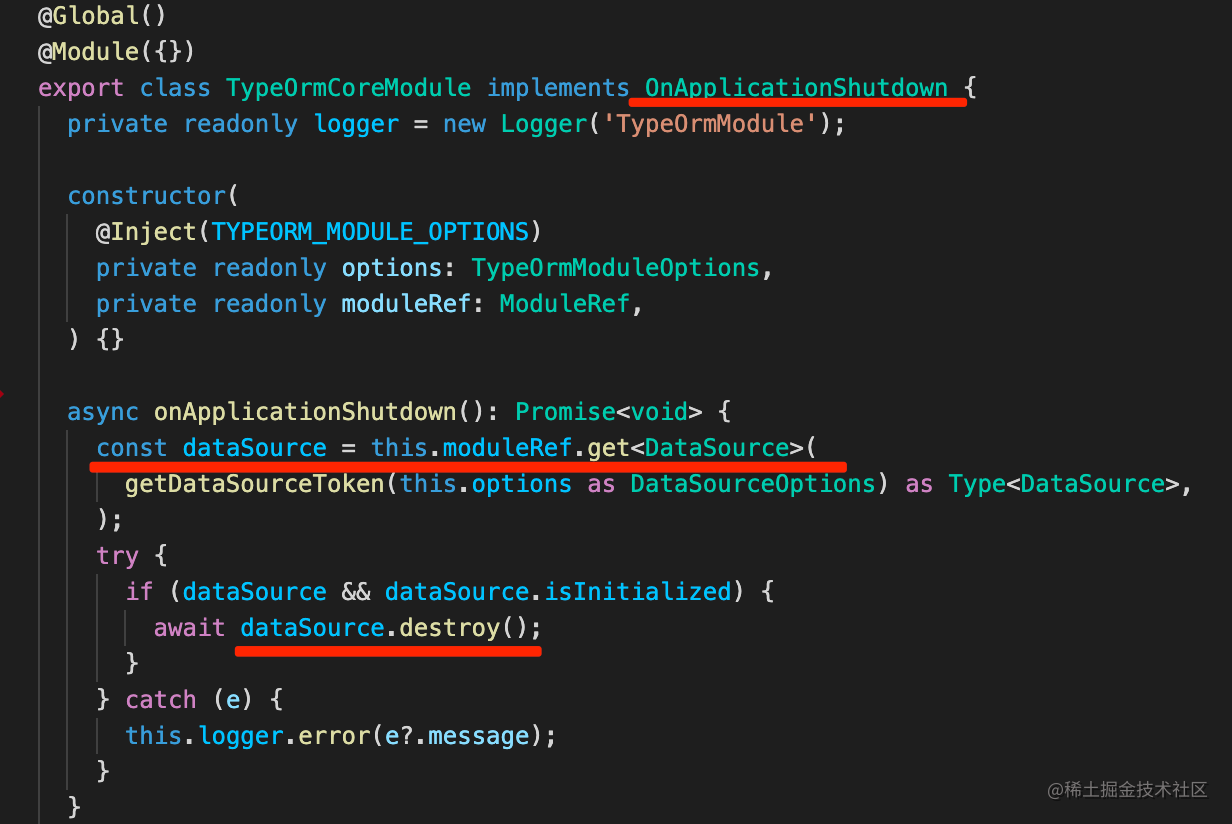 @Global()
@Module({})
export class TypeOrmCoreModule implements OnApplicationShutdown {
private readonly logger = new Logger('TypeOrmModule');
constructor(
@Inject(TYPEORM_MODULE_OPTIONS)
private readonly options: TypeOrmModuleOptions,
private readonly moduleRef: ModuleRef,
) {}
async onApplicationShutdown(): Promise<void> {
const dataSource = this.moduleRef.get<DataSource>(
getDataSourceToken(this.options as DataSourceOptions) as Type<DataSource>,
);
try {
if (dataSource && dataSource.isInitialized) {
await dataSource.destroy();
}
} catch (e) {
this.logger.error(e?.message);
}
}
@稀土掘金技术社区